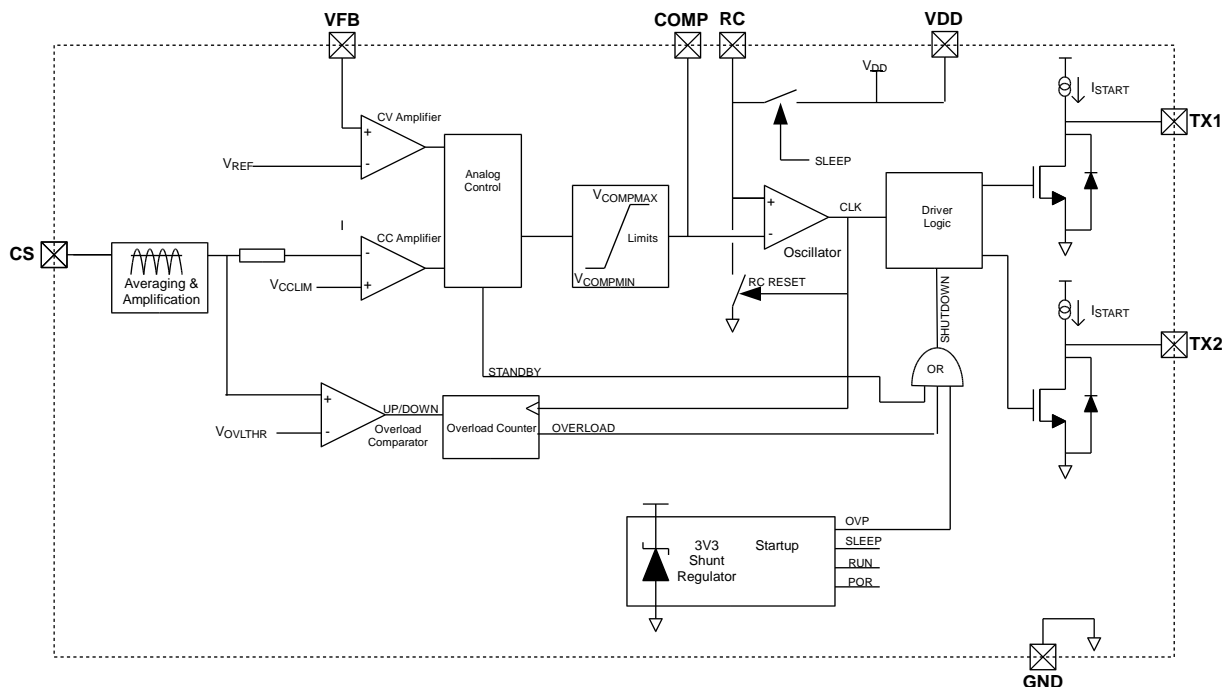 VFB
COMP
RC
VDD
VDD
ISTART
CV Amplifier
TX1
+
-
VREF
SLEEP
Analog
Control
VCOMPMAX
Limits
VCOMPMIN
+
-
CLK
Oscillator
Driver
Logic
I
CC Amplifier
CS
Averaging &
Amplification
-
+
VCCLIM
RC RESET
SHUTDOWN
ISTART
TX2
OR
STANDBY
+
-
UP/DOWN
VOVLTHR
Overload
Comparator
Overload Counter
OVERLOAD
3V3
Shunt
Regulator
Startup
OVP
SLEEP
RUN
POR
GND